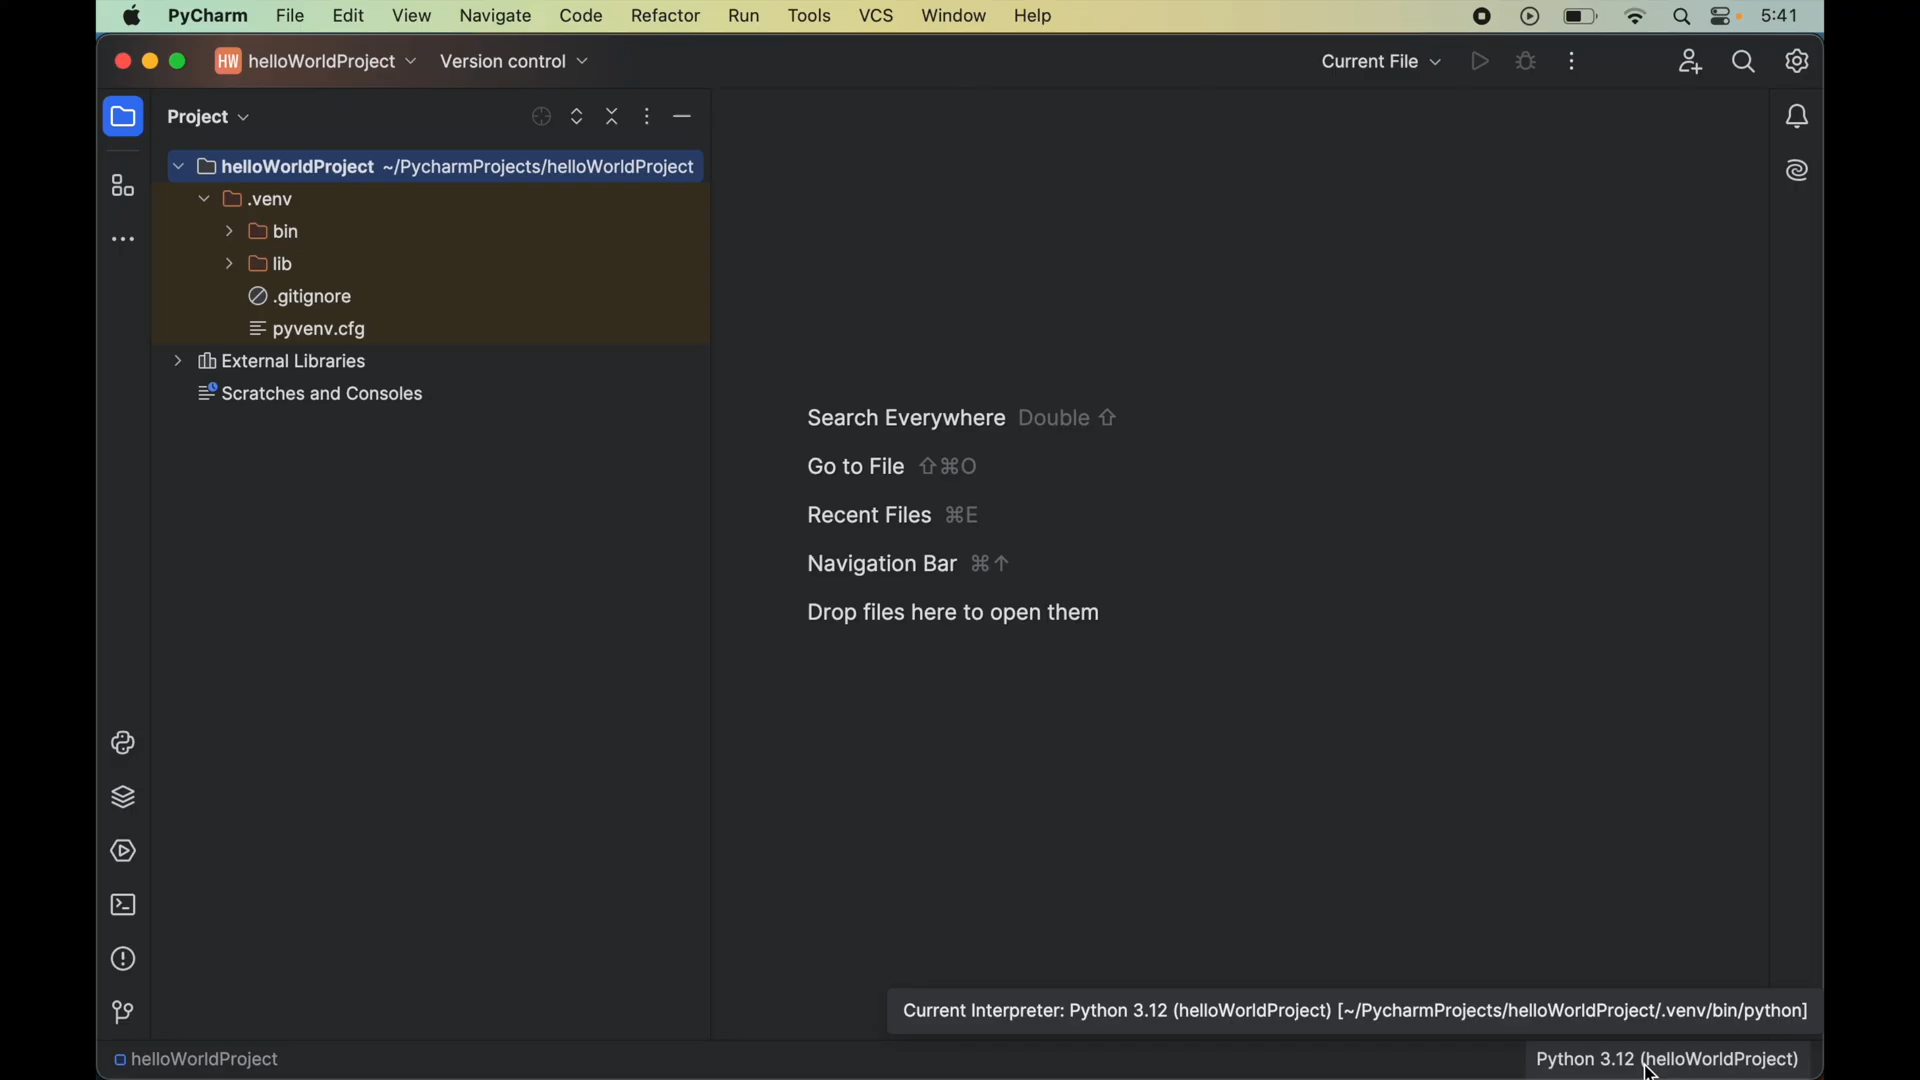 PyCharm File Edit View Navigate Code Refactor Run Tools VCS Window Help 5:41
HW helloWorldProject Version control Current File
Project
helloWorldProject ~/PycharmProjects/helloWorldProject
.venv
bin
lib
.gitignore
pyvenv.cfg
External Libraries
Scratches and Consoles
Search Everywhere Double ⇧
Go to File ⇧⌘O
Recent Files ⌘E
Navigation Bar ⌘↑
Drop files here to open them
Current Interpreter: Python 3.12 (helloWorldProject) [~/PycharmProjects/helloWorldProject/.venv/bin/python]
helloWorldProject Python 3.12 (helloWorldProject)